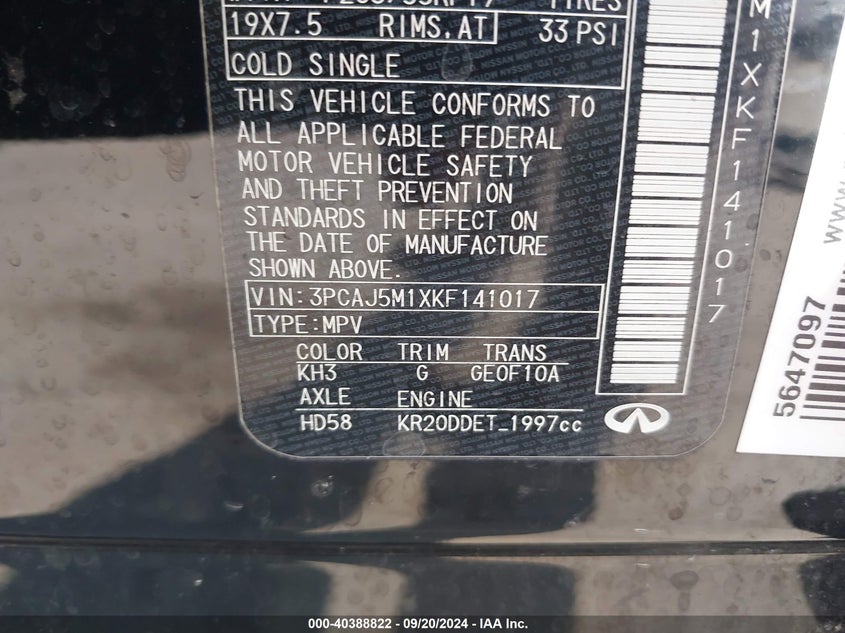 TIRES
19X7.5 RIMS.AT 33 PSI
COLD SINGLE
THIS VEHICLE CONFORMS TO
ALL APPLICABLE FEDERAL
MOTOR VEHICLE SAFETY
AND THEFT PREVENTION
STANDARDS IN EFFECT ON
THE DATE OF MANUFACTURE
SHOWN ABOVE.
VIN:3PCAJ5M1XKF141017
TYPE:MPV
COLOR TRIM TRANS
KH3 G GE0F10A
AXLE ENGINE
HD58 KR20DDET_1997cc
M1XKF141017
5647097
www.
000-40388822 - 09/20/2024 - IAA Inc.